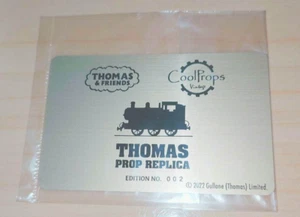 THOMAS
& FRIENDS
CoolProps
Vintage
THOMAS
PROP REPLICA
EDITION NO. 002
(C) 2022 Gullane (Thomas) Limited.